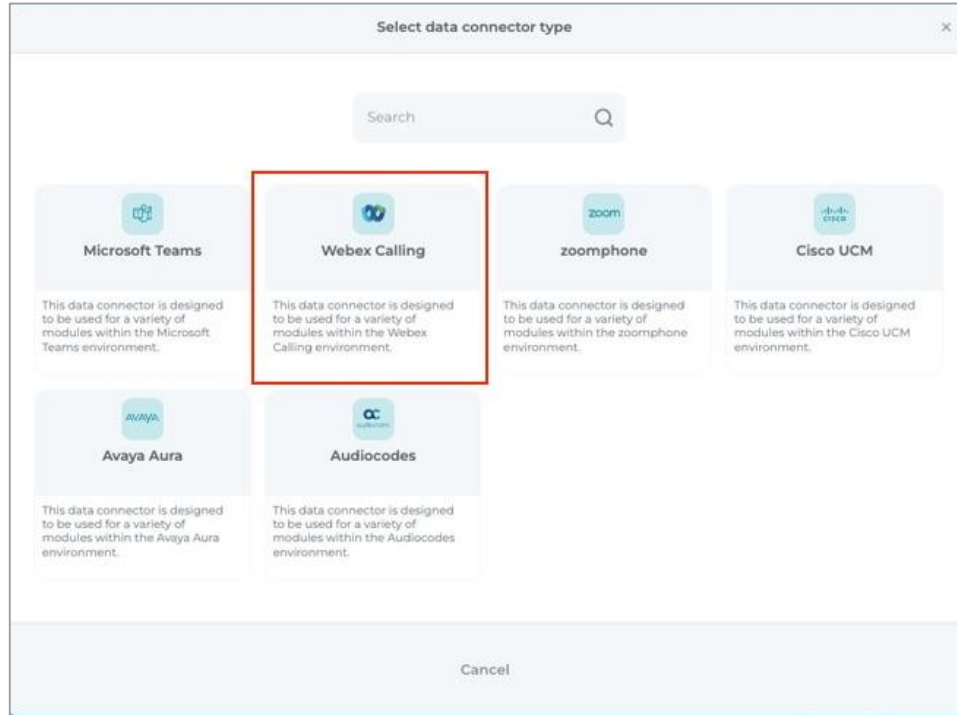 Select data connector type
×
Search
zoom
CISCO
Microsoft Teams
Webex Calling
zoomphone
Cisco UCM
This data connector is designed
to be used for a variety of
modules within the Microsoft
Teams environment.
This data connector is designed
to be used for a variety of
modules within the Webex
Calling environment.
This data connector is designed
to be used for a variety of
modules within the zoomphone
environment.
This data connector is designed
to be used for a variety of
modules within the Cisco UCM
environment.
AVAYA
Avaya Aura
Audiocodes
This data connector is designed
to be used for a variety of
modules within the Avaya Aura
environment.
This data connector is designed
to be used for a variety of
modules within the Audiocodes
environment.
Cancel